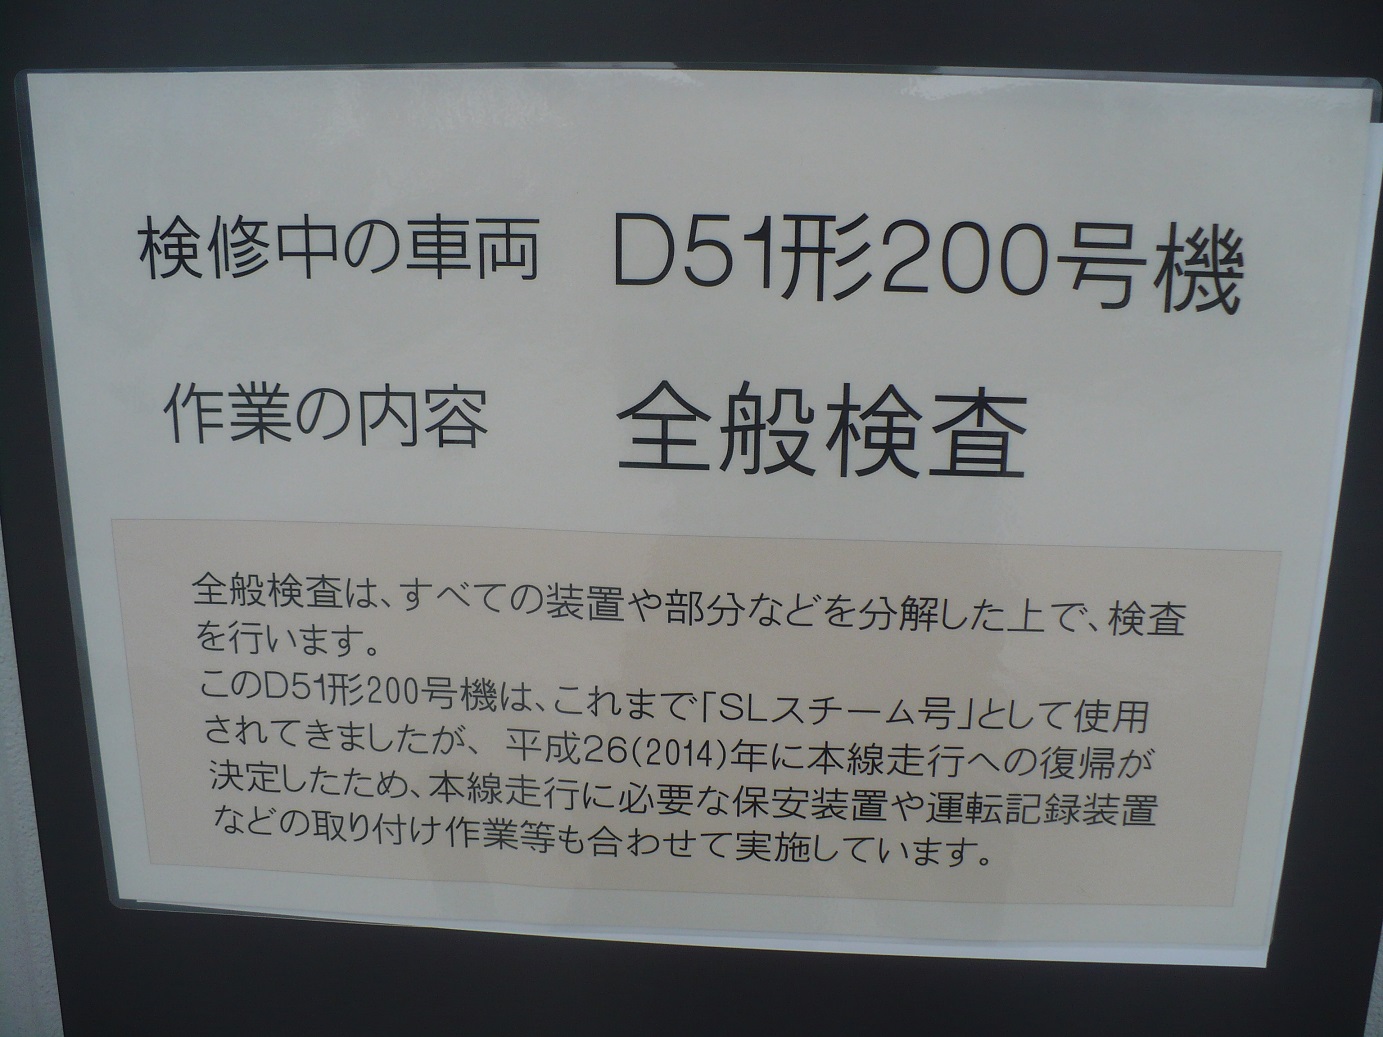 検修中の車両　D51形200号機
作業の内容　全般検査
全般検査は、すべての装置や部分などを分解した上で、検査
を行います。
このD51形200号機は、これまで「SLスチーム号」として使用
されてきましたが、平成26(2014)年に本線走行への復帰が
決定したため、本線走行に必要な保安装置や運転記録装置
などの取り付け作業等も合わせて実施しています。